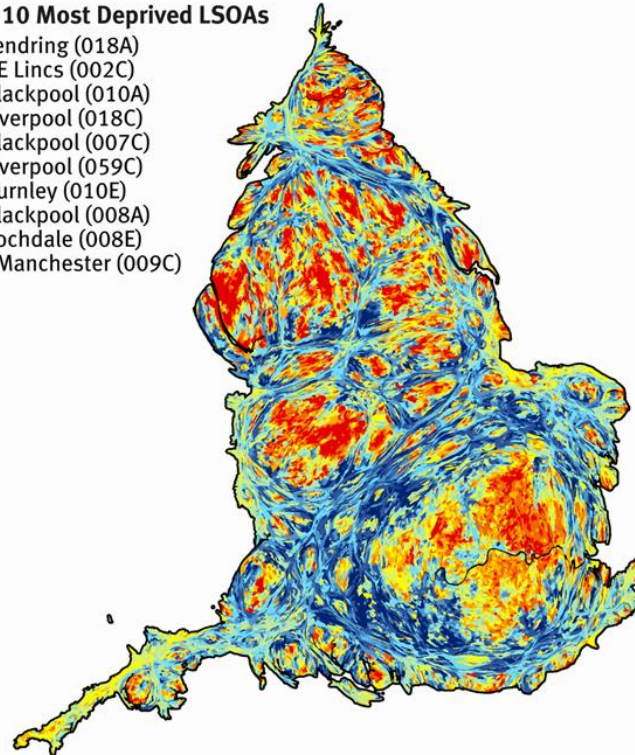 10 Most Deprived LSOAs
endring (018A)
E Lincs (002C)
lackpool (010A)
verpool (018C)
lackpool (007C)
verpool (059C)
urnley (010E)
lackpool (008A)
ochdale (008E)
Manchester (009C)